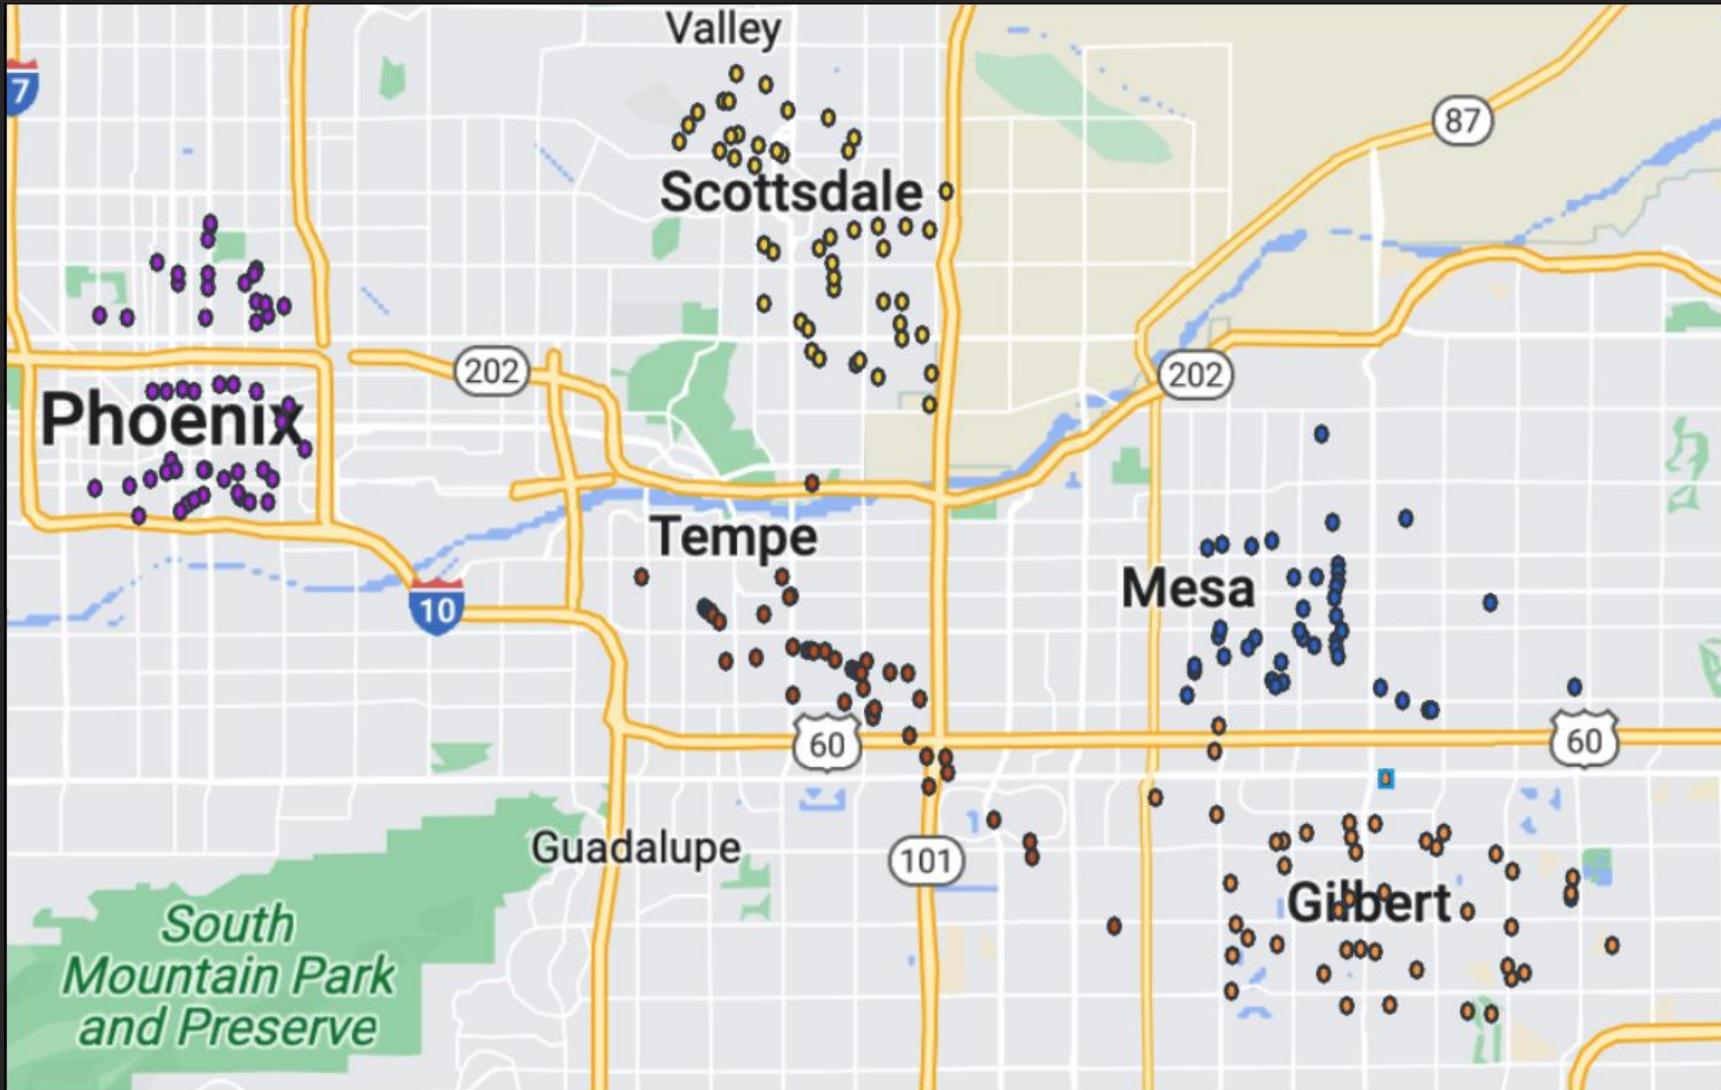 Valley
7
87
Scottsdale
202
202
Phoenix
Tempe
Mesa
10
60
60
Guadalupe
101
Gilbert
South
Mountain Park
and Preserve